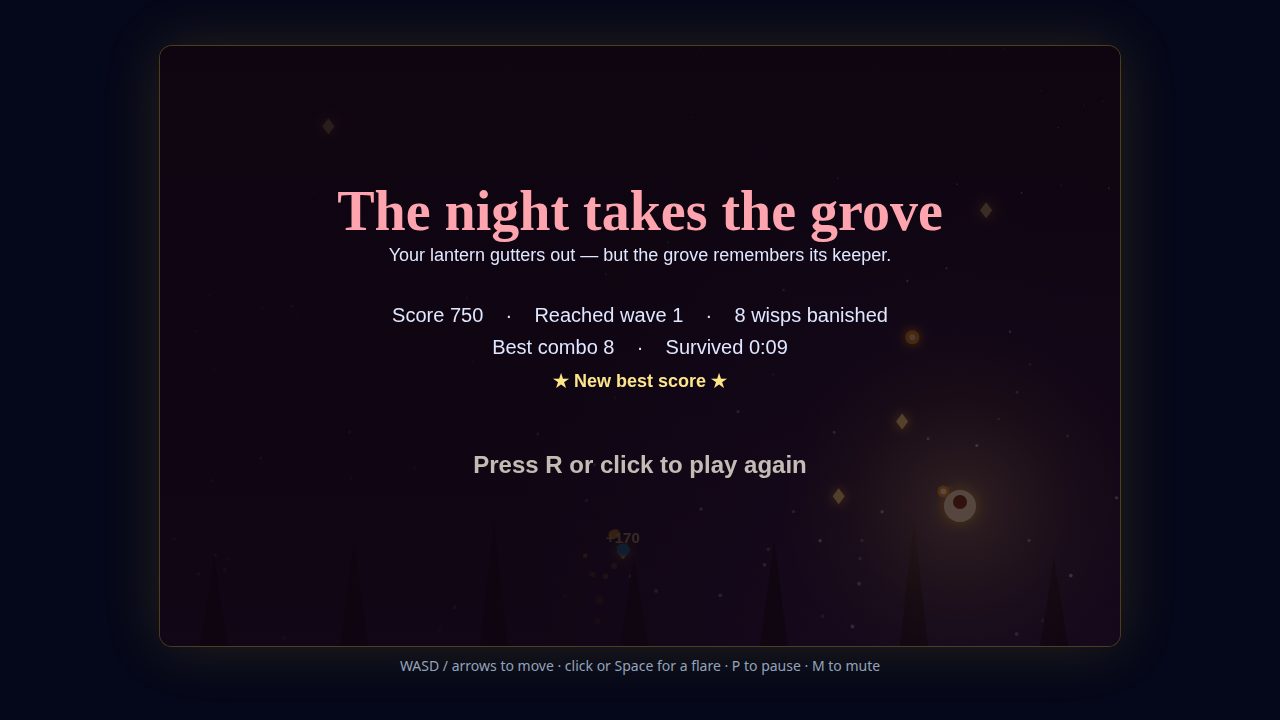 The night takes the grove
Your lantern gutters out — but the grove remembers its keeper.
Score 750 · Reached wave 1 · 8 wisps banished
Best combo 8 · Survived 0:09
★ New best score ★
Press R or click to play again
+170
WASD / arrows to move · click or Space for a flare · P to pause · M to mute